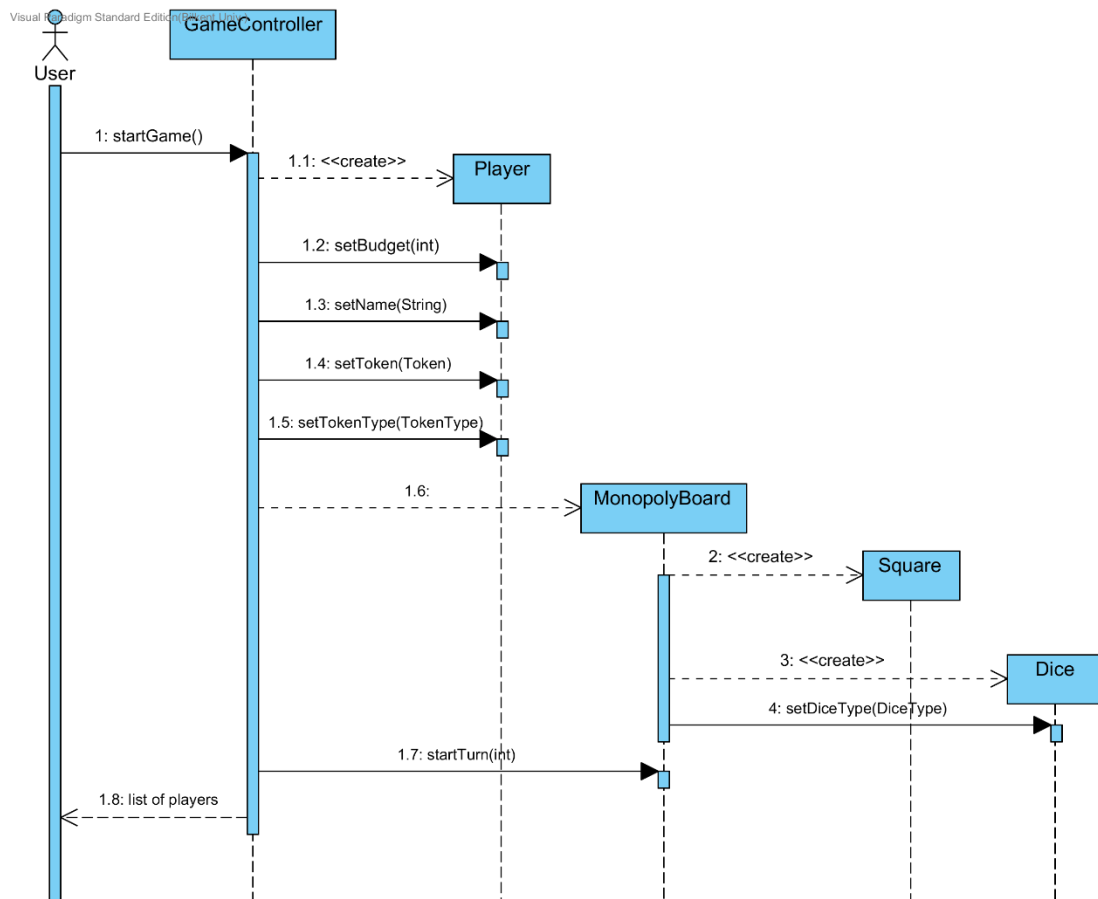 Visual Paradigm Standard Edition(Bilkent Univ.)
GameController
User
1: startGame()
1.1: <<create>>
Player
1.2: setBudget(int)
1.3: setName(String)
1.4: setToken(Token)
1.5: setTokenType(TokenType)
1.6:
MonopolyBoard
2: <<create>>
Square
3: <<create>>
Dice
4: setDiceType(DiceType)
1.7: startTurn(int)
1.8: list of players